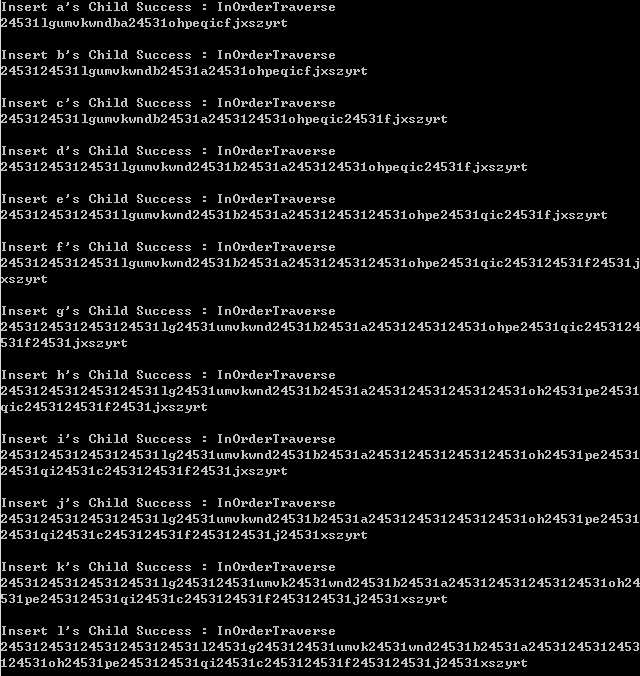 Insert a's Child Success : InOrderTraverse
24531lgumvkwndba24531ohpeqicfjxszyrt
Insert b's Child Success : InOrderTraverse
2453124531lgumvkwndb24531a24531ohpeqicfjxszyrt
Insert c's Child Success : InOrderTraverse
2453124531lgumvkwndb24531a2453124531ohpeqic24531fjxszyrt
Insert d's Child Success : InOrderTraverse
245312453124531lgumvkwnd24531b24531a2453124531ohpeqic24531fjxszyrt
Insert e's Child Success : InOrderTraverse
245312453124531lgumvkwnd24531b24531a245312453124531ohpe24531qic24531fjxszyrt
Insert f's Child Success : InOrderTraverse
245312453124531lgumvkwnd24531b24531a245312453124531ohpe24531qic2453124531f24531j
xszyrt
Insert g's Child Success : InOrderTraverse
24531245312453124531lg24531umvkwnd24531b24531a245312453124531ohpe24531qic2453124
531f24531jxszyrt
Insert h's Child Success : InOrderTraverse
24531245312453124531lg24531umvkwnd24531b24531a24531245312453124531oh24531pe24531
qic2453124531f24531jxszyrt
Insert i's Child Success : InOrderTraverse
24531245312453124531lg24531umvkwnd24531b24531a24531245312453124531oh24531pe24531
24531qi24531c2453124531f24531jxszyrt
Insert j's Child Success : InOrderTraverse
24531245312453124531lg24531umvkwnd24531b24531a24531245312453124531oh24531pe24531
24531qi24531c2453124531f2453124531j24531xszyrt
Insert k's Child Success : InOrderTraverse
24531245312453124531lg2453124531umvk24531wnd24531b24531a24531245312453124531oh24
531pe2453124531qi24531c2453124531f2453124531j24531xszyrt
Insert l's Child Success : InOrderTraverse
2453124531245312453124531l24531g2453124531umvk24531wnd24531b24531a24531245312453
124531oh24531pe2453124531qi24531c2453124531f2453124531j24531xszyrt